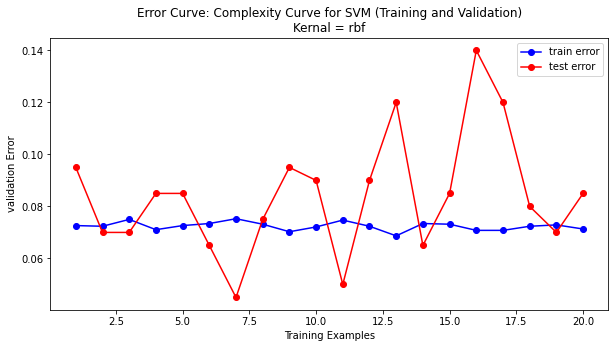 Error Curve: Complexity Curve for SVM (Training and Validation)
Kernal = rbf
train error
test error
validation Error
0.14
0.12
0.10
0.08
0.06
2.5 5.0 7.5 10.0 12.5 15.0 17.5 20.0
Training Examples